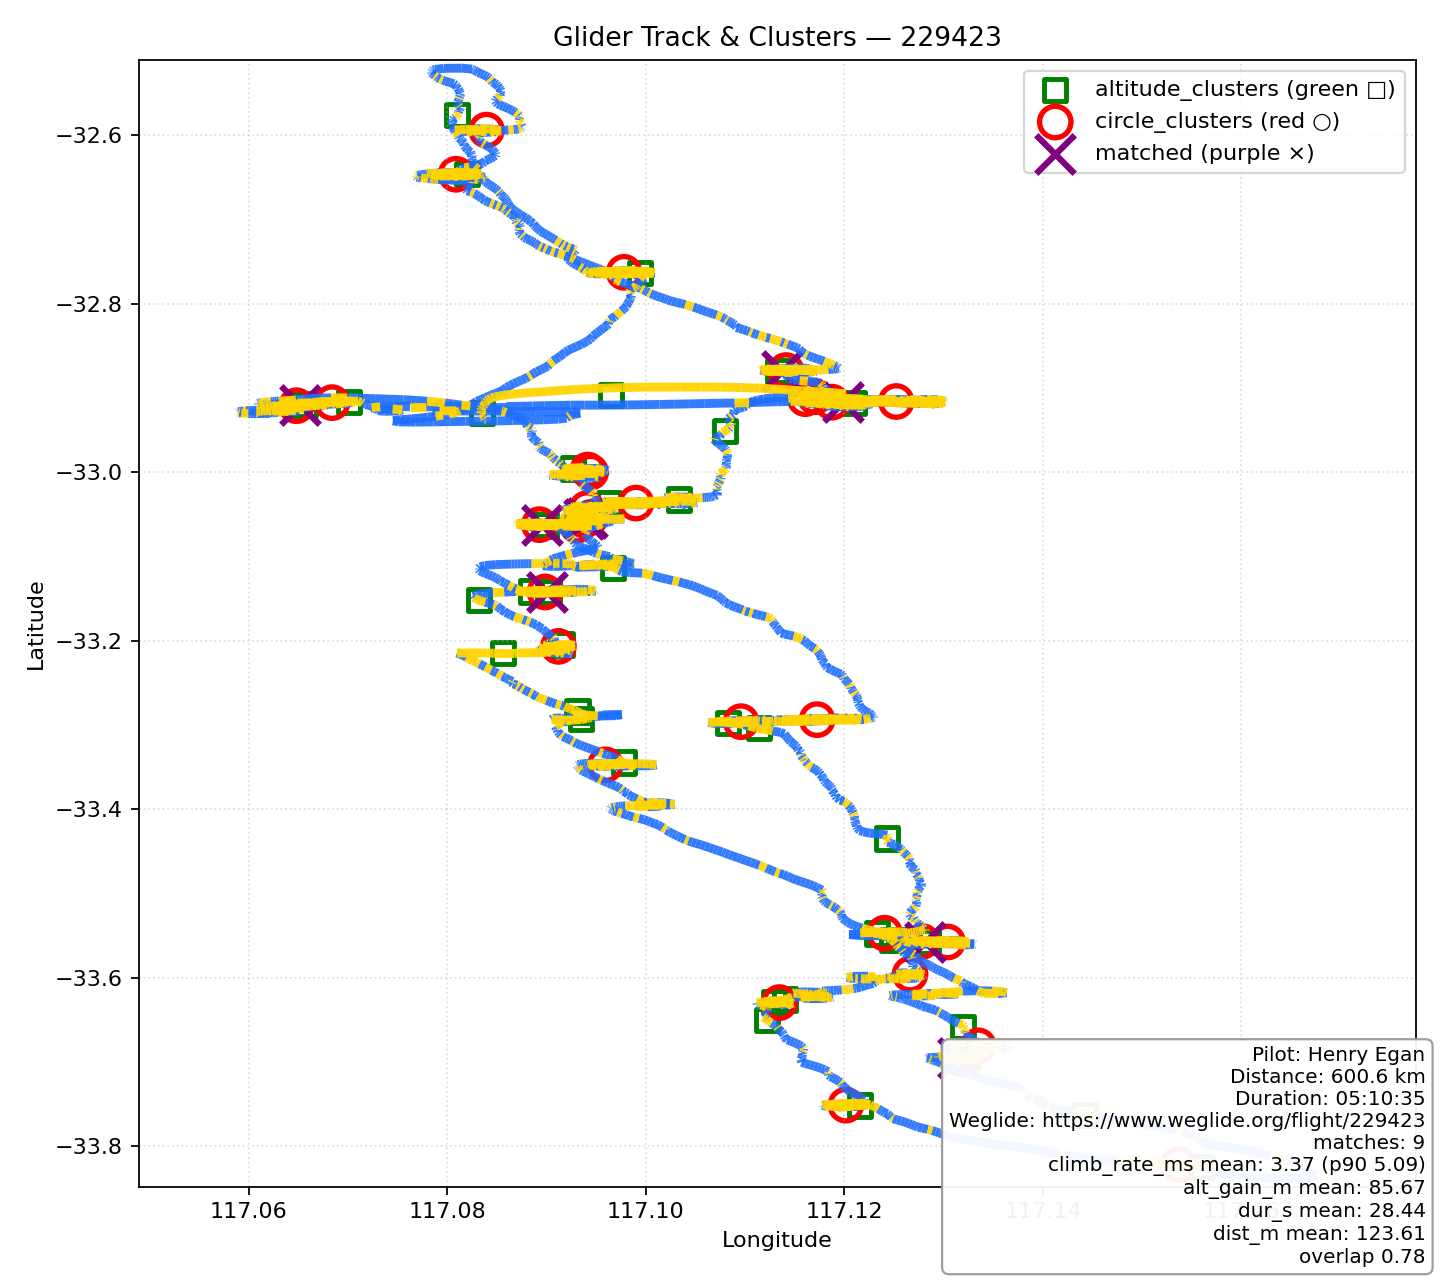 Glider Track & Clusters — 229423
altitude_clusters (green □)
circle_clusters (red ○)
matched (purple ×)
Latitude
−32.6
−32.8
−33.0
−33.2
−33.4
−33.6
−33.8
Pilot: Henry Egan
Distance: 600.6 km
Duration: 05:10:35
Weglide: https://www.weglide.org/flight/229423
matches: 9
climb_rate_ms mean: 3.37 (p90 5.09)
alt_gain_m mean: 85.67
dur_s mean: 28.44
dist_m mean: 123.61
overlap 0.78
117.06 117.08 117.10 117.12 117.14
Longitude